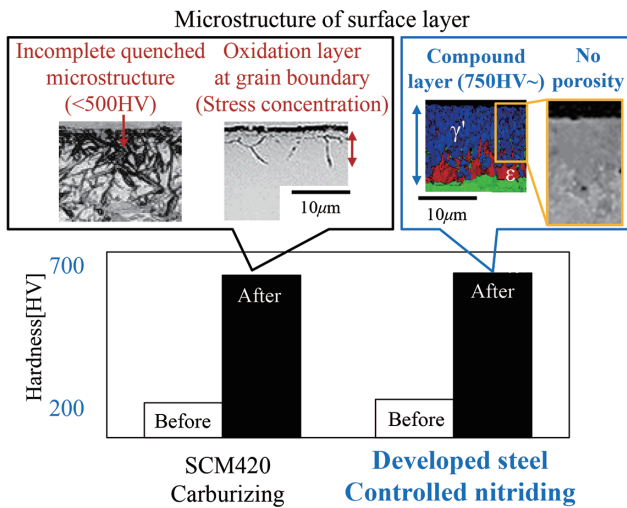 Microstructure of surface layer
Incomplete quenched
microstructure
(<500HV)
Oxidation layer
at grain boundary
(Stress concentration)
10μm
Compound
layer (750HV~)
No
porosity
γ'
ε
10μm
Hardness[HV]
700
200
Before
After
Before
After
SCM420
Carburizing
Developed steel
Controlled nitriding